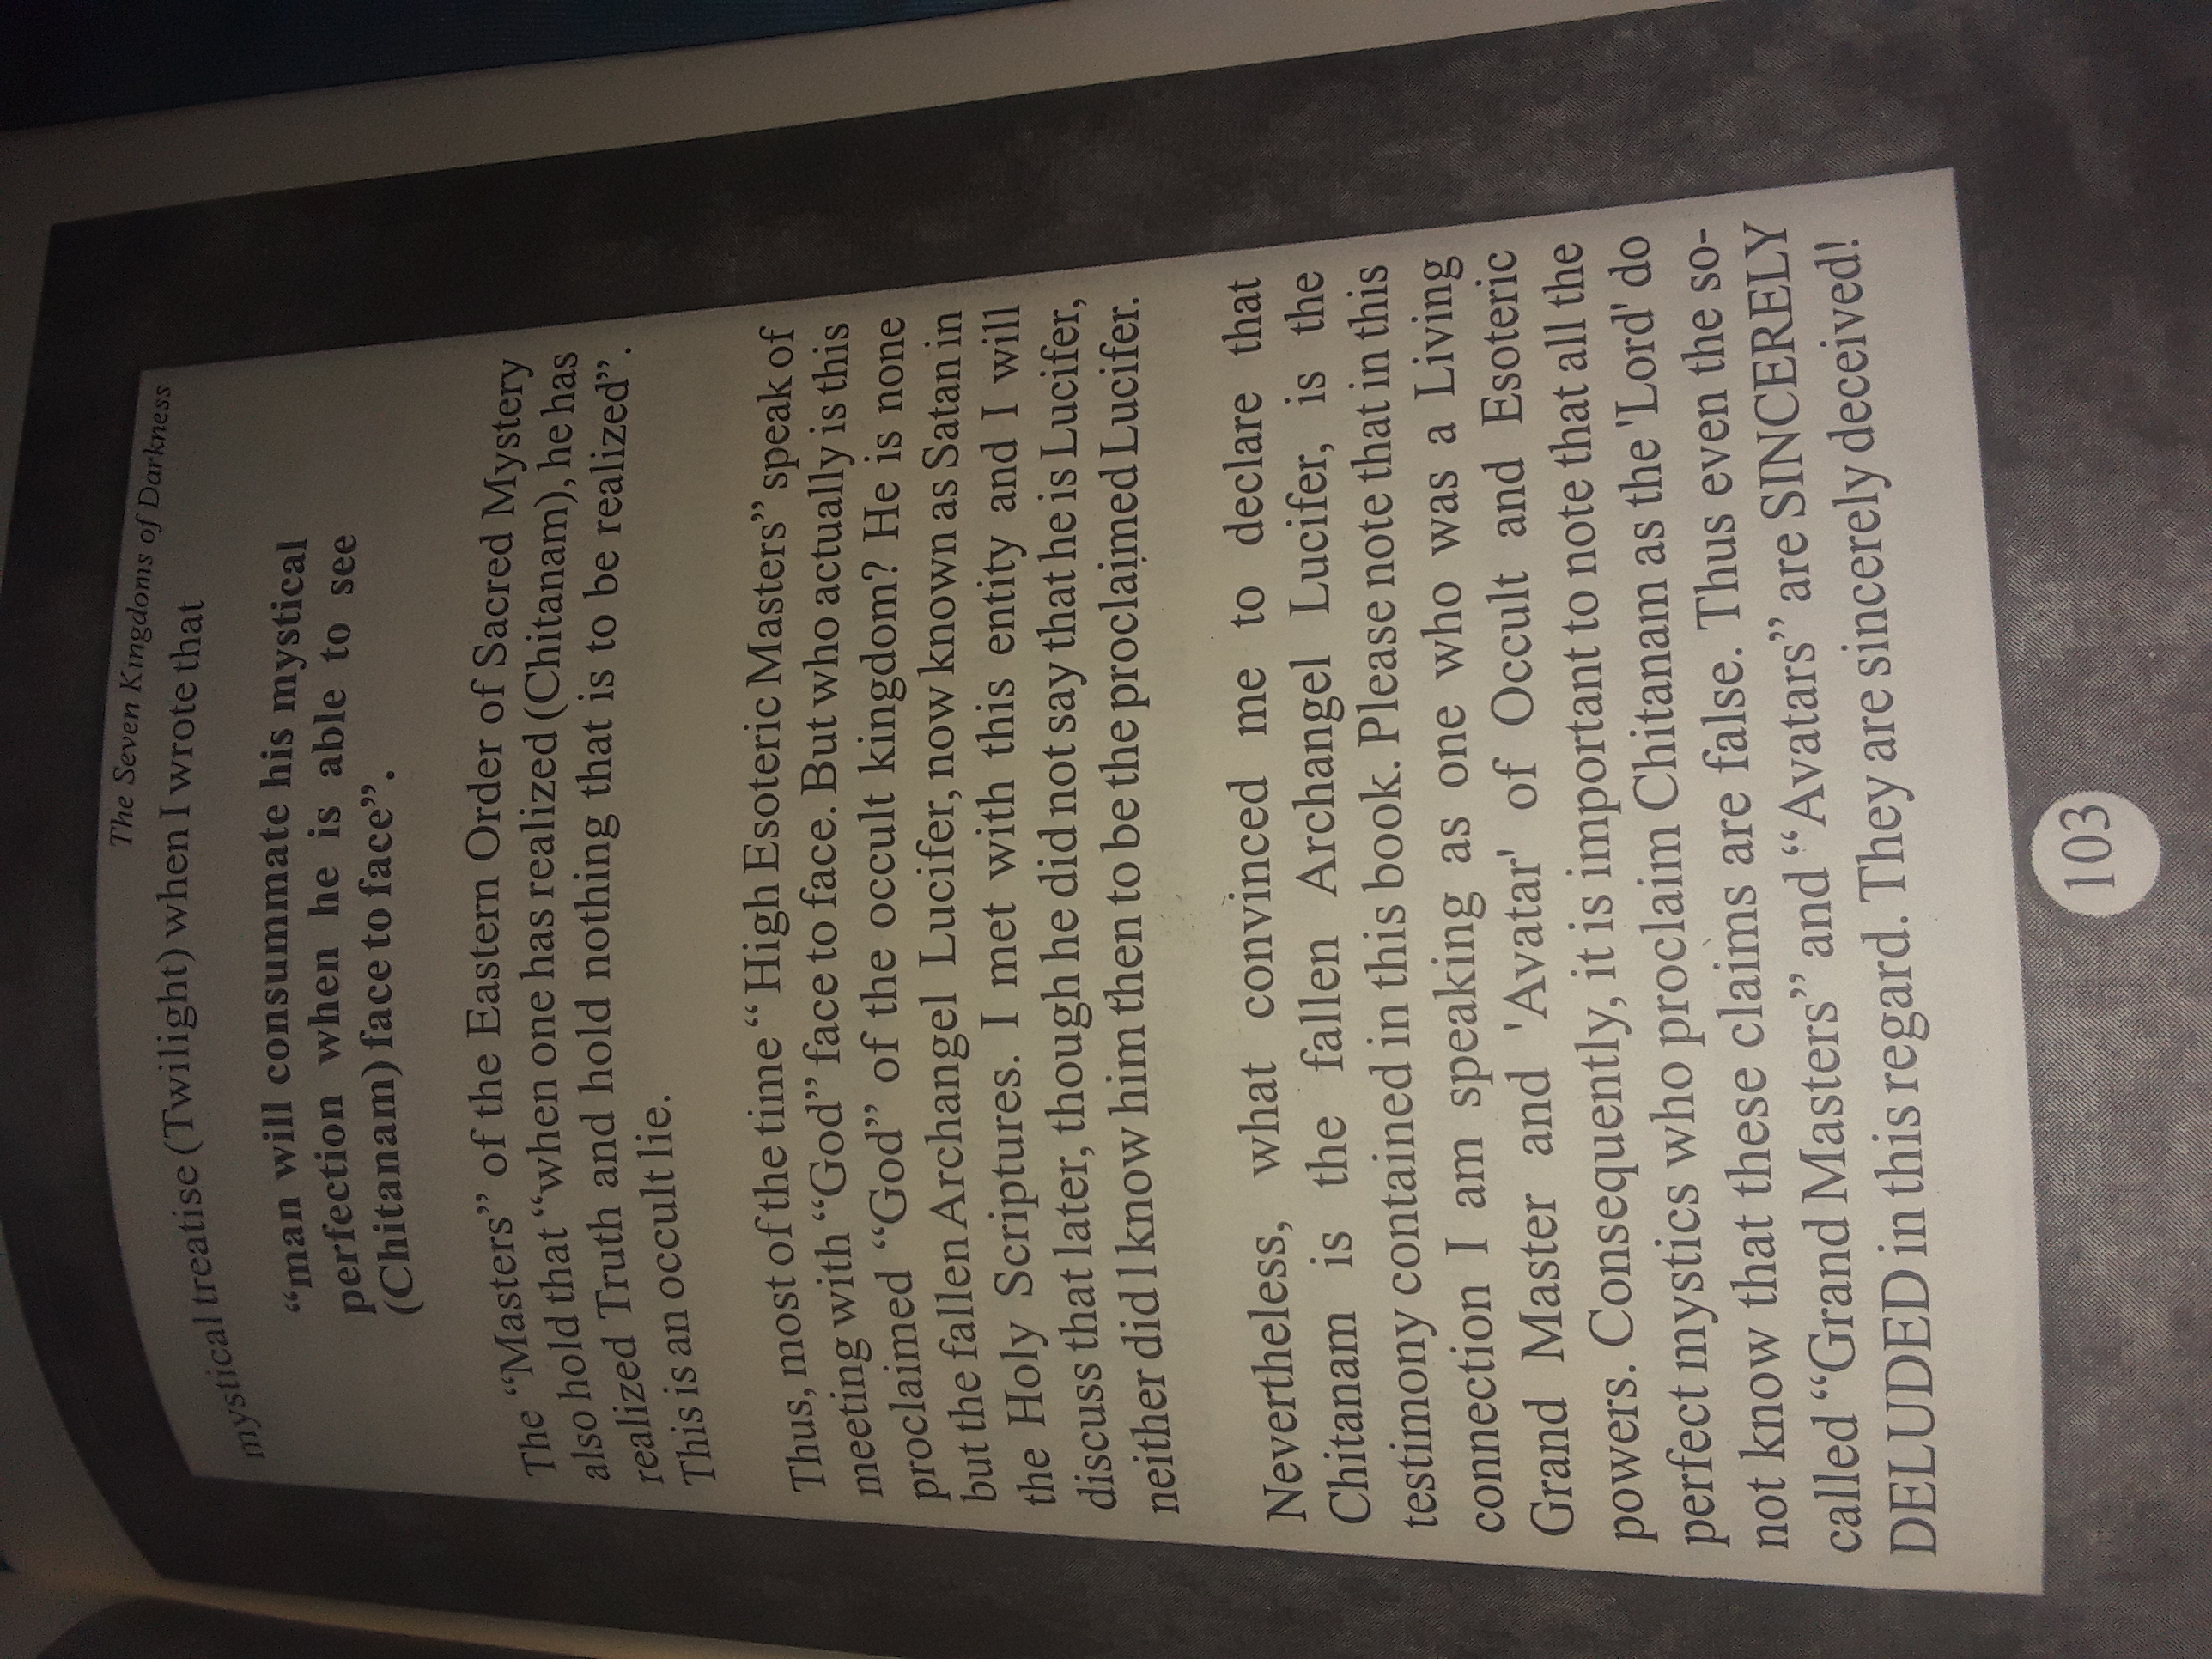 The Seven Kingdoms of Darkness
mystical treatise (Twilight) when I wrote that
“man will consummate his mystical
perfection when he is able to see
(Chitanam) face to face”.
The “Masters” of the Eastern Order of Sacred Mystery
also hold that “when one has realized (Chitanam), he has
realized Truth and hold nothing that is to be realized”.
This is an occult lie.
Thus, most of the time “ High Esoteric Masters” speak of
meeting with “God” face to face. But who actually is this
proclaimed “God” of the occult kingdom? He is none
but the fallen Archangel Lucifer, now known as Satan in
the Holy Scriptures. I met with this entity and I will
discuss that later, though he did not say that he is Lucifer,
neither did l know him then to be the proclaimed Lucifer.
Nevertheless, what convinced me to declare that
Chitanam is the fallen Archangel Lucifer, is the
testimony contained in this book. Please note that in this
connection I am speaking as one who was a Living
Grand Master and 'Avatar' of Occult and Esoteric
powers. Consequently, it is important to note that all the
perfect mystics who proclaim Chitanam as the 'Lord' do
not know that these claims are false. Thus even the so-
called “Grand Masters” and “Avatars” are SINCERELY
DELUDED in this regard. They are sincerely deceived!
103